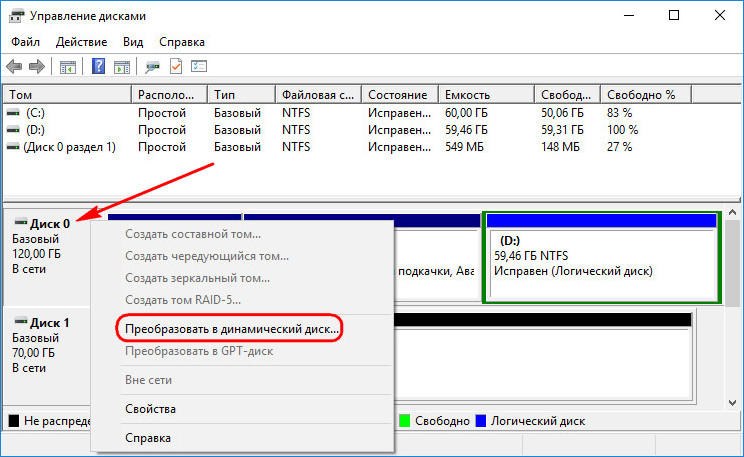 Управление дисками
Файл Действие Вид Справка
Том Располо... Тип Файловая с... Состояние Емкость Свобод... Свободно %
(C:) Простой Базовый NTFS Исправен... 60,00 ГБ 50,06 ГБ 83 %
(D:) Простой Базовый NTFS Исправен... 59,46 ГБ 59,31 ГБ 100 %
(Диск 0 раздел 1) Простой Базовый NTFS Исправен... 549 МБ 148 МБ 27 %
Диск 0
Базовый
120,00 ГБ
В сети
Создать составной том...
Создать чередующийся том...
Создать зеркальный том...
Создать том RAID-5...
Преобразовать в динамический диск...
Преобразовать в GPT-диск
Вне сети
Свойства
Справка
подкачки, Ава
(D:)
59,46 ГБ NTFS
Исправен (Логический диск)
Диск 1
Базовый
70,00 ГБ
В сети
Не распреде Свободно Логический диск